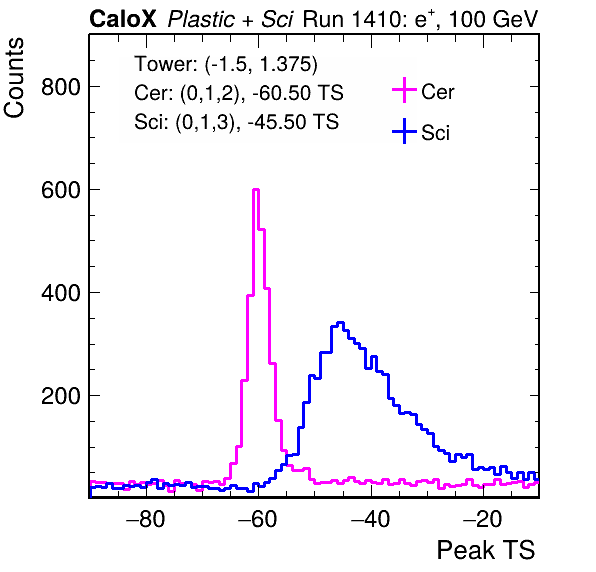 CaloX Plastic + Sci Run 1410: e⁺, 100 GeV
Counts
Tower: (-1.5, 1.375)
Cer: (0,1,2), -60.50 TS
Sci: (0,1,3), -45.50 TS
Cer
Sci
800
600
400
200
−80 −60 −40 −20
Peak TS